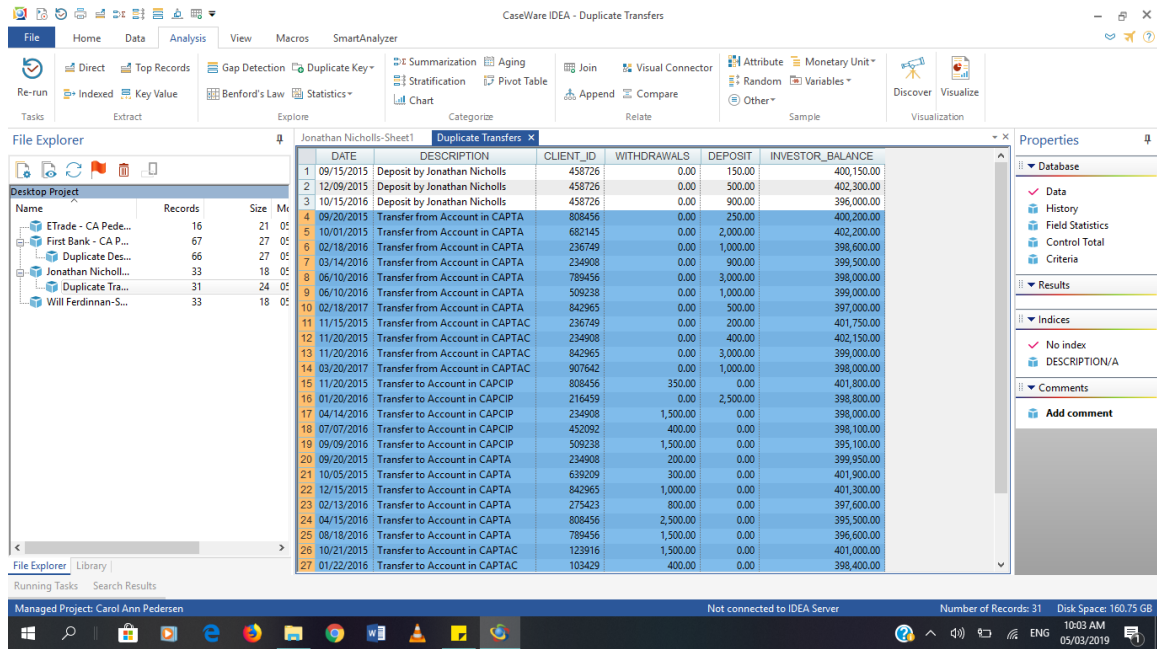 CaseWare IDEA - Duplicate Transfers
File Home Data Analysis View Macros SmartAnalyzer
Re-run
Tasks
Direct Top Records
Indexed Key Value
Extract
Gap Detection Duplicate Key
Benford's Law Statistics
Explore
Summarization Aging
Stratification Pivot Table
Chart
Categorize
Join Visual Connector
Append Compare
Relate
Attribute Monetary Unit
Random Variables
Other
Sample
Discover Visualize
Visualization
File Explorer
Desktop Project
Name Records Size
ETrade - CA Pede... 16 21 05
First Bank - CA P... 67 27 05
Duplicate Des... 66 27 05
Jonathan Nicholl... 33 18 05
Duplicate Tra... 31 24 05
Will Ferdinnan-S... 33 18 05
File Explorer Library
Jonathan Nicholls-Sheet1 Duplicate Transfers
DATE DESCRIPTION CLIENT_ID WITHDRAWALS DEPOSIT INVESTOR_BALANCE
1 09/15/2015 Deposit by Jonathan Nicholls 458726 0.00 150.00 400,150.00
2 12/09/2015 Deposit by Jonathan Nicholls 458726 0.00 500.00 402,300.00
3 10/15/2016 Deposit by Jonathan Nicholls 458726 0.00 900.00 396,000.00
4 09/20/2015 Transfer from Account in CAPTA 808456 0.00 250.00 400,200.00
5 10/01/2015 Transfer from Account in CAPTA 682145 0.00 2,000.00 402,200.00
6 02/18/2016 Transfer from Account in CAPTA 236749 0.00 1,000.00 398,600.00
7 03/14/2016 Transfer from Account in CAPTA 234908 0.00 900.00 399,500.00
8 06/10/2016 Transfer from Account in CAPTA 789456 0.00 3,000.00 398,000.00
9 06/10/2016 Transfer from Account in CAPTA 509238 0.00 1,000.00 399,000.00
10 02/18/2017 Transfer from Account in CAPTA 842965 0.00 500.00 397,000.00
11 11/15/2015 Transfer from Account in CAPTAC 236749 0.00 200.00 401,750.00
12 11/20/2015 Transfer from Account in CAPTAC 234908 0.00 400.00 402,150.00
13 11/20/2016 Transfer from Account in CAPTAC 842965 0.00 3,000.00 399,000.00
14 03/20/2017 Transfer from Account in CAPTAC 907642 0.00 1,000.00 398,000.00
15 11/20/2015 Transfer to Account in CAPCIP 808456 350.00 0.00 401,800.00
16 01/20/2016 Transfer to Account in CAPCIP 216459 0.00 2,500.00 398,800.00
17 04/14/2016 Transfer to Account in CAPCIP 234908 1,500.00 0.00 398,000.00
18 07/07/2016 Transfer to Account in CAPCIP 452092 400.00 0.00 398,100.00
19 09/09/2016 Transfer to Account in CAPCIP 509238 1,500.00 0.00 395,100.00
20 09/20/2015 Transfer to Account in CAPTA 234908 200.00 0.00 399,950.00
21 10/05/2015 Transfer to Account in CAPTA 639209 300.00 0.00 401,900.00
22 12/15/2015 Transfer to Account in CAPTA 842965 1,000.00 0.00 401,300.00
23 02/13/2016 Transfer to Account in CAPTA 275423 800.00 0.00 397,600.00
24 04/15/2016 Transfer to Account in CAPTA 808456 2,500.00 0.00 395,500.00
25 08/18/2016 Transfer to Account in CAPTA 789456 1,500.00 0.00 396,600.00
26 10/21/2015 Transfer to Account in CAPTAC 123916 1,500.00 0.00 401,000.00
27 01/22/2016 Transfer to Account in CAPTAC 103429 400.00 0.00 398,400.00
Properties
Database
Data
History
Field Statistics
Control Total
Criteria
Results
Indices
No index
DESCRIPTION/A
Comments
Add comment
Running Tasks Search Results
Managed Project: Carol Ann Pedersen Not connected to IDEA Server Number of Records: 31 Disk Space: 160.75 GB
ENG
10:03 AM
05/03/2019